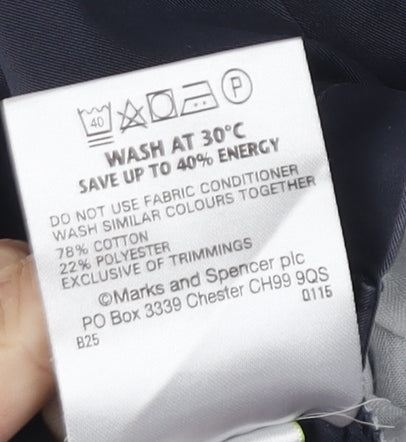 40 P
WASH AT 30°C
SAVE UP TO 40% ENERGY
DO NOT USE FABRIC CONDITIONER
WASH SIMILAR COLOURS TOGETHER
78% COTTON
22% POLYESTER
EXCLUSIVE OF TRIMMINGS
©Marks and Spencer plc
PO Box 3339 Chester CH99 9QS
B25 0115